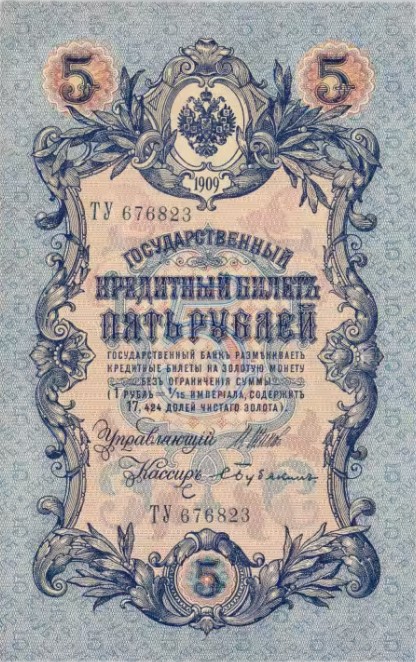 5 5
1909
ТУ 676823
ГОСУДАРСТВЕННЫЙ
КРЕДИТНЫЙ БИЛЕТЪ
ПЯТЬ РУБЛЕЙ
ГОСУДАРСТВЕННЫЙ БАНКЪ РАЗМѢНИВАЕТЪ
КРЕДИТНЫЕ БИЛЕТЫ НА ЗОЛОТУЮ МОНЕТУ
БЕЗЪ ОГРАНИЧЕНІЯ СУММЫ
(1 РУБЛЬ = 1/15 ИМПЕРІАЛА, СОДЕРЖИТЪ
17,424 ДОЛЕЙ ЧИСТАГО ЗОЛОТА).
Управляющій
Кассиръ
ТУ 676823
5